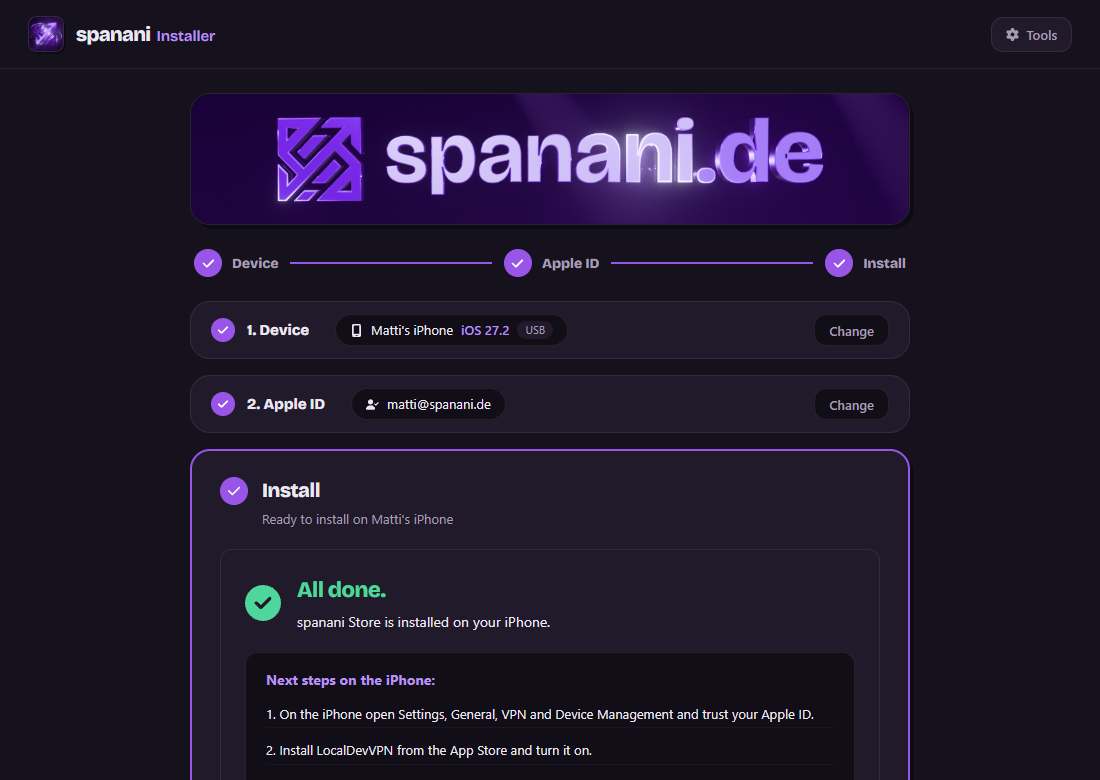 spanani Installer
Tools
spanani.de
Device
Apple ID
Install
1. Device
Matti's iPhone iOS 27.2 USB
Change
2. Apple ID
matti@spanani.de
Change
Install
Ready to install on Matti's iPhone
All done.
spanani Store is installed on your iPhone.
Next steps on the iPhone:
1. On the iPhone open Settings, General, VPN and Device Management and trust your Apple ID.
2. Install LocalDevVPN from the App Store and turn it on.